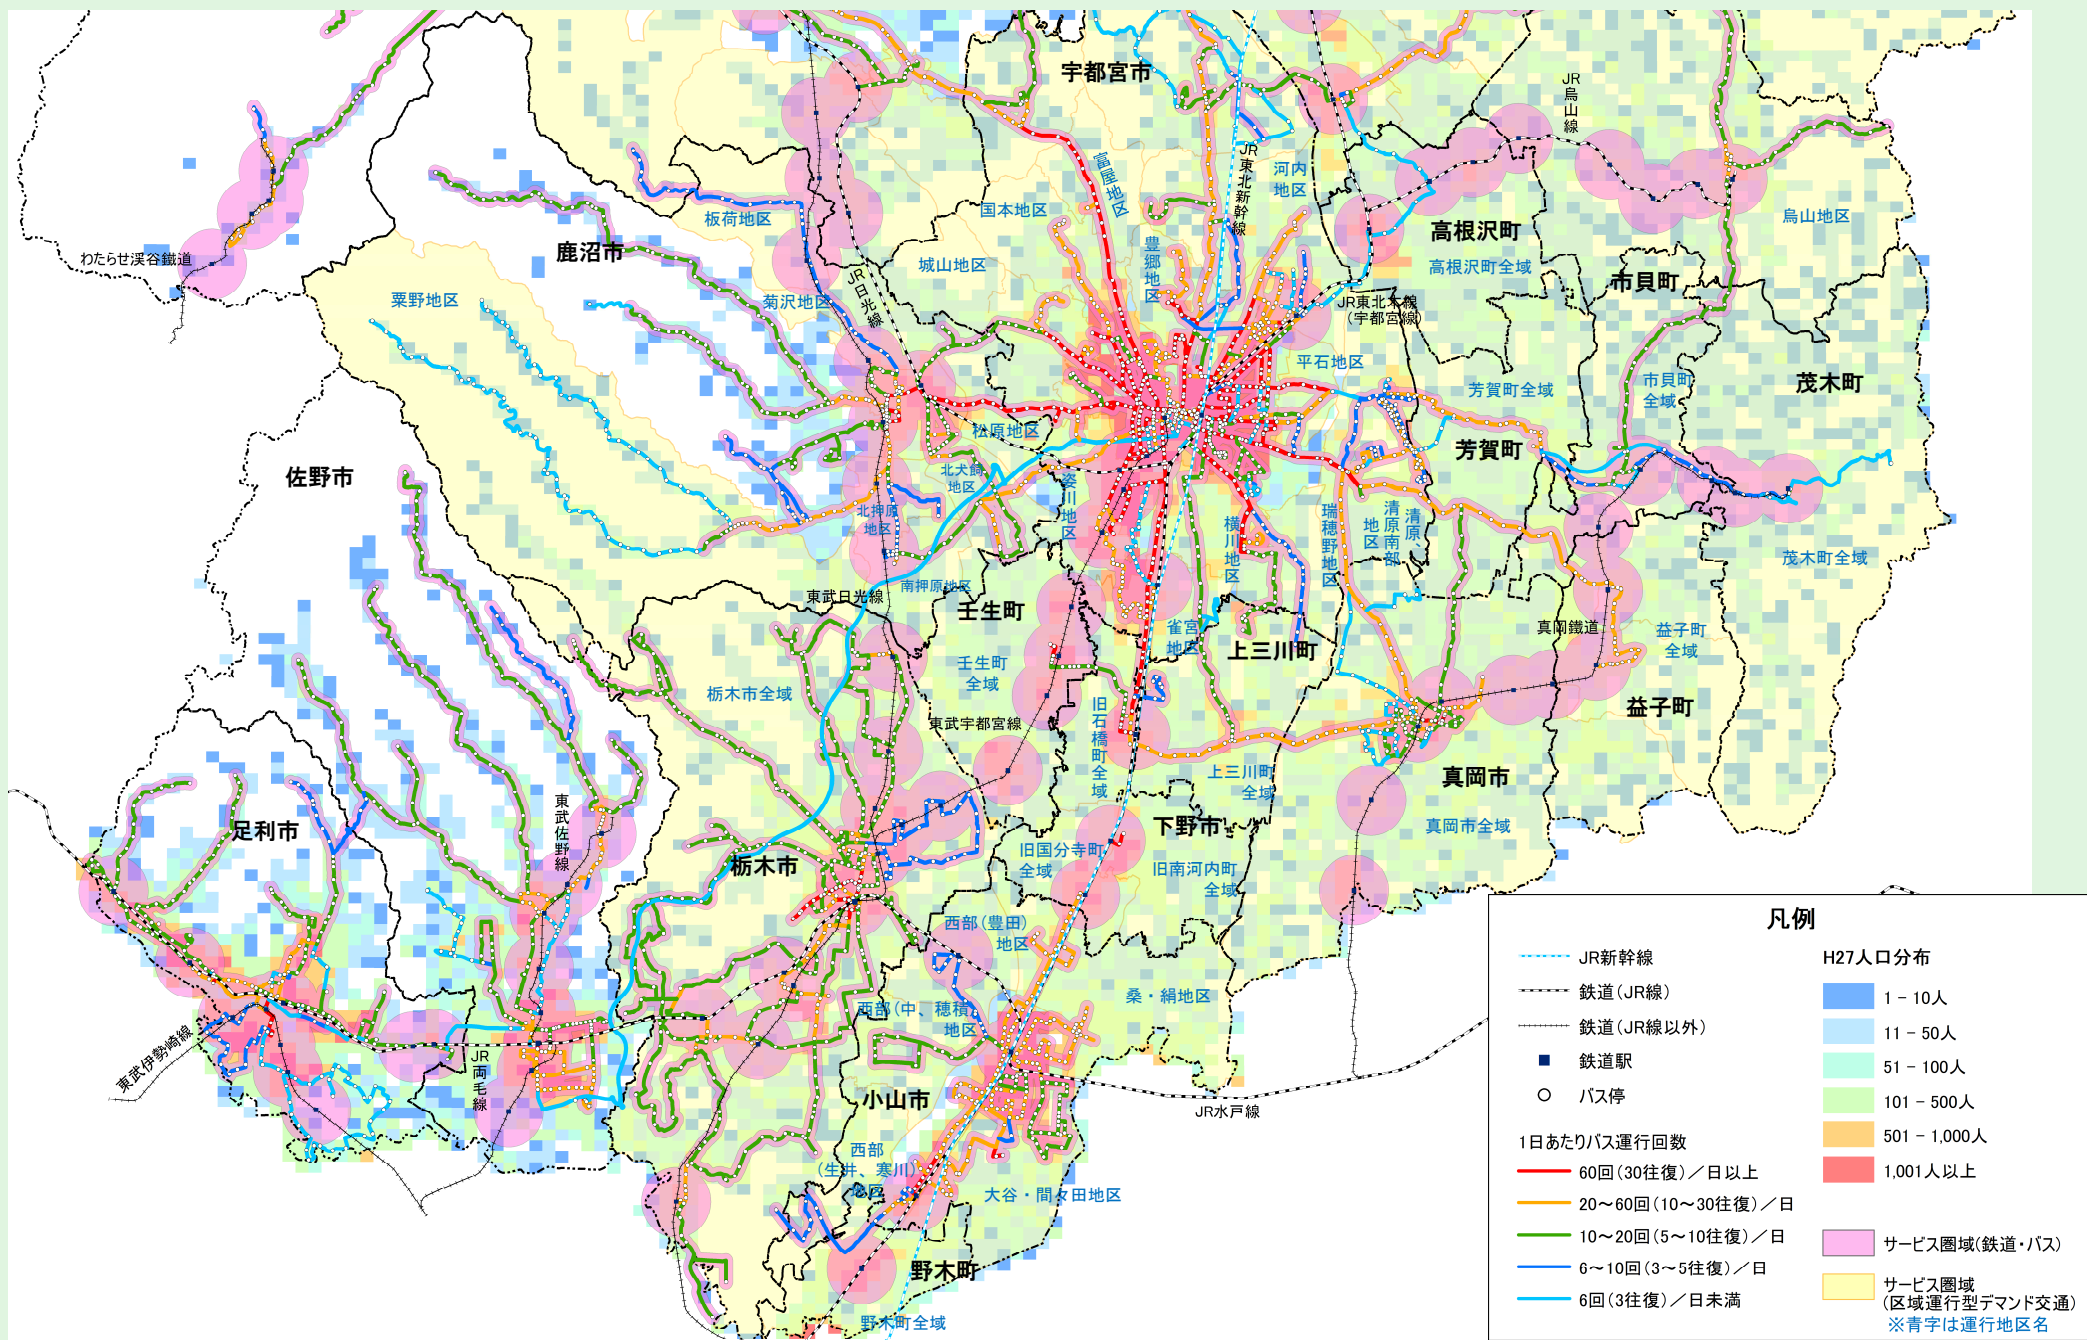 宇都宮市
JR
烏山線
JR
東北新幹線
富屋地区
河内
地区
国本地区
板荷地区
鹿沼市
豊郷地区
高根沢町
烏山地区
高根沢町全域
城山地区
市貝町
わたらせ渓谷鐵道
粟野地区
菊沢地区
JR
日光線
JR東北本線
(宇都宮線)
平石地区
芳賀町全域
市貝町
全域
茂木町
松原地区
芳賀町
佐野市
北犬飼
地区
姿川地区
北押原
地区
横川地区
瑞穂野地区
清原、
清原南部
地区
茂木町全域
東武日光線
南押原地区
壬生町
雀宮
地区
上三川町
真岡鐵道
益子町
全域
壬生町
全域
栃木市全域
東武宇都宮線
旧石橋町全域
益子町
上三川町
全域
真岡市
足利市
東武佐野線
下野市
真岡市全域
栃木市
旧国分寺町
全域
旧南河内町
全域
西部(豊田)
地区
桑・絹地区
西部(中、穂積)
地区
東武伊勢崎線
JR
両毛線
小山市
JR水戸線
西部
(生井、寒川)
地区
大谷・間々田地区
野木町
野木町全域
凡例
JR新幹線
鉄道(JR線)
鉄道(JR線以外)
鉄道駅
バス停
1日あたりバス運行回数
60回(30往復)/日以上
20~60回(10~30往復)/日
10~20回(5~10往復)/日
6~10回(3~5往復)/日
6回(3往復)/日未満
H27人口分布
1 - 10人
11 - 50人
51 - 100人
101 - 500人
501 - 1,000人
1,001人以上
サービス圏域(鉄道・バス)
サービス圏域
(区域運行型デマンド交通)
※青字は運行地区名